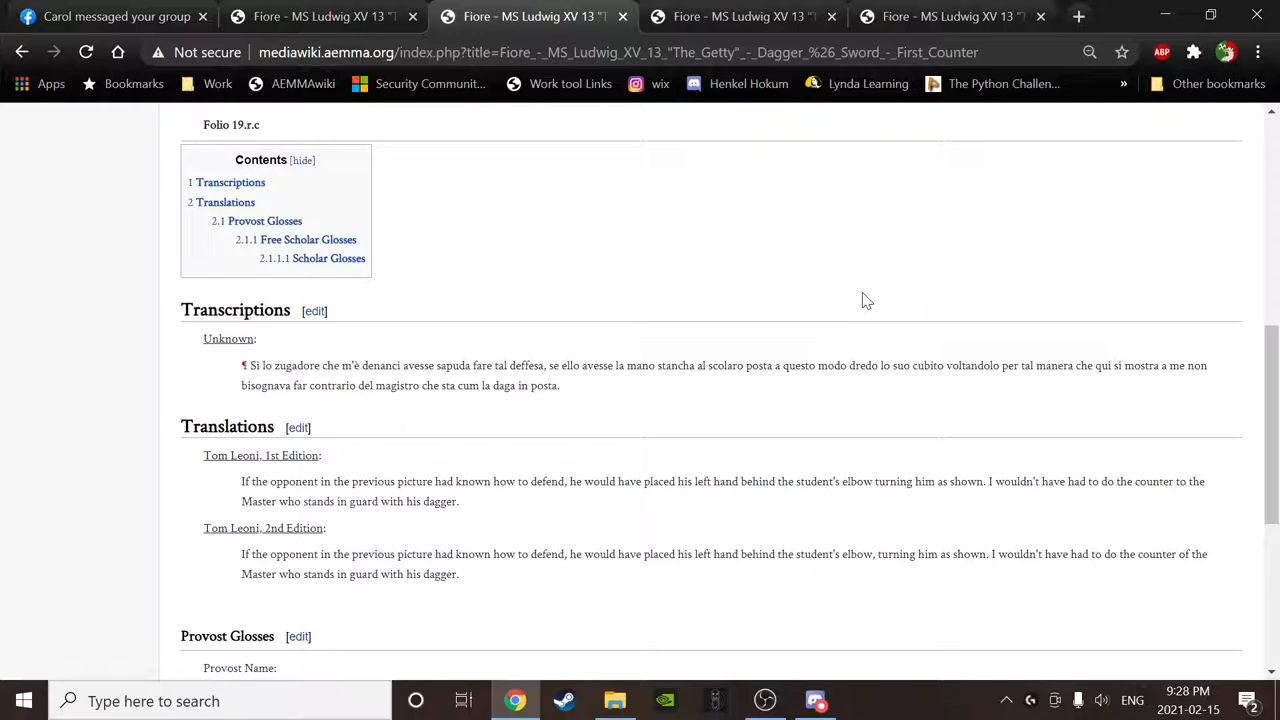 Carol messaged your group
Fiore - MS Ludwig XV 13 "T
Fiore - MS Ludwig XV 13 "T
Fiore - MS Ludwig XV 13 "T
Fiore - MS Ludwig XV 13 "T
Not secure mediawiki.aemma.org/index.php?title=Fiore_-_MS_Ludwig_XV_13_"The_Getty"_-_Dagger_%26_Sword_-_First_Counter
ABP
Apps Bookmarks Work AEMMAwiki Security Communit... Work tool Links wix Henkel Hokum Lynda Learning The Python Challen... » Other bookmarks
Folio 19.r.c
Contents [hide]
1 Transcriptions
2 Translations
2.1 Provost Glosses
2.1.1 Free Scholar Glosses
2.1.1.1 Scholar Glosses
Transcriptions [edit]
Unknown:
¶ Si lo zugadore che m'è denanci avesse sapuda fare tal deffesa, se ello avesse la mano stancha al scolaro posta a questo modo dredo lo suo cubito voltandolo per tal manera che qui si mostra a me non
bisognava far contrario del magistro che sta cum la daga in posta.
Translations [edit]
Tom Leoni, 1st Edition:
If the opponent in the previous picture had known how to defend, he would have placed his left hand behind the student's elbow turning him as shown. I wouldn't have had to do the counter to the
Master who stands in guard with his dagger.
Tom Leoni, 2nd Edition:
If the opponent in the previous picture had known how to defend, he would have placed his left hand behind the student's elbow, turning him as shown. I wouldn't have had to do the counter of the
Master who stands in guard with his dagger.
Provost Glosses [edit]
Provost Name:
Type here to search
ENG
9:28 PM
2021-02-15
2